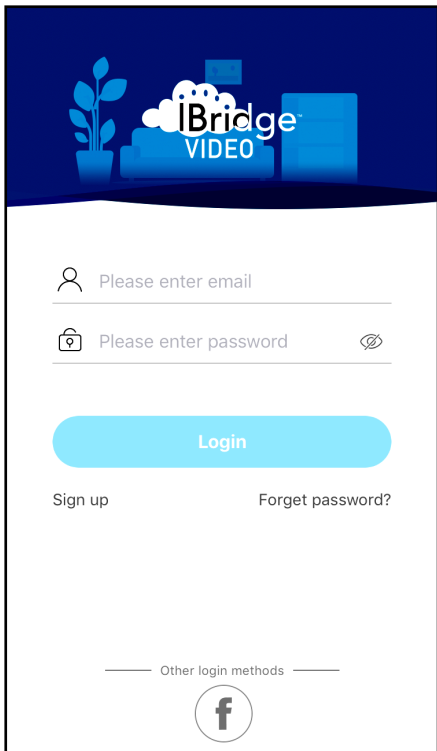 iBridge™
VIDEO
Please enter email
Please enter password
Login
Sign up
Forget password?
Other login methods
f